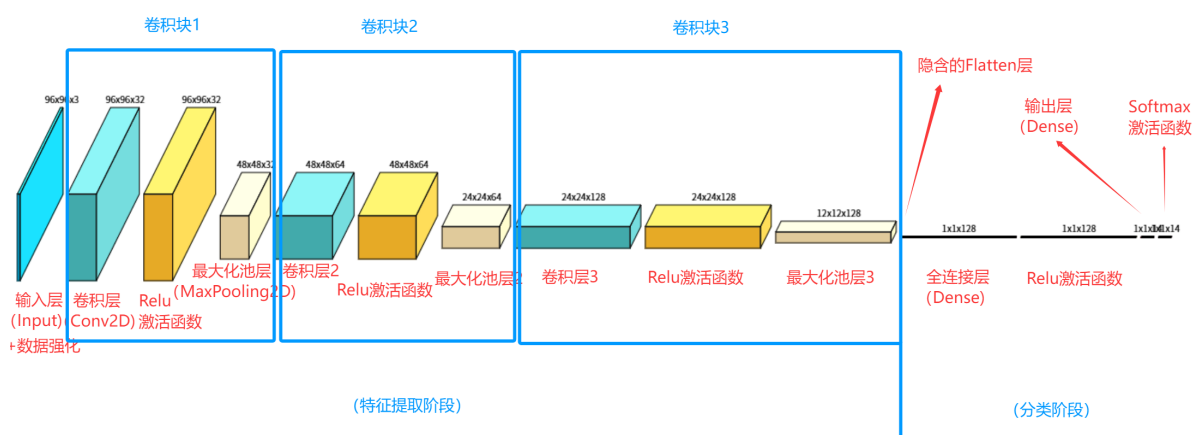 卷积块1
卷积块2
卷积块3
隐含的Flatten层
输出层
(Dense)
Softmax
激活函数
96x96x3
96x96x32
96x96x32
48x48x32
48x48x64
48x48x64
24x24x64
24x24x128
24x24x128
12x12x128
1x1x128
1x1x128
1x1x14
1x1x14
输入层
(Input)
+数据强化
卷积层
(Conv2D)
Relu
激活函数
最大化池层
(MaxPooling2D)
卷积层2
Relu激活函数
最大化池层2
卷积层3
Relu激活函数
最大化池层3
全连接层
(Dense)
Relu激活函数
(特征提取阶段)
(分类阶段)